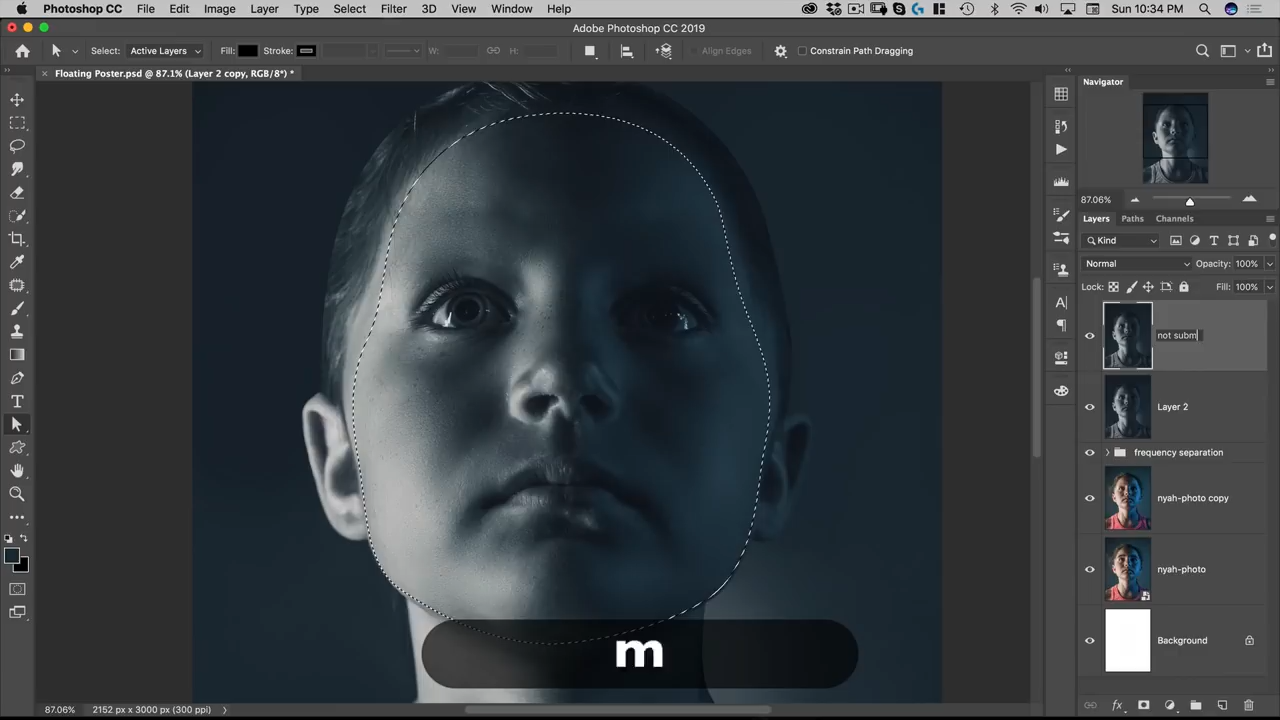 Photoshop CC File Edit Image Layer Type Select Filter 3D View Window Help Sun 10:34 PM
Adobe Photoshop CC 2019
Select: Active Layers Fill: Stroke: W: H: Align Edges Constrain Path Dragging
Floating Poster.psd @ 87.1% (Layer 2 copy, RGB/8*) *
Navigator
87.06%
Layers Paths Channels
Kind
Normal Opacity: 100%
Lock: Fill: 100%
not subm
Layer 2
frequency separation
nyah-photo copy
nyah-photo
Background
m
87.06% 2152 px x 3000 px (300 ppi)